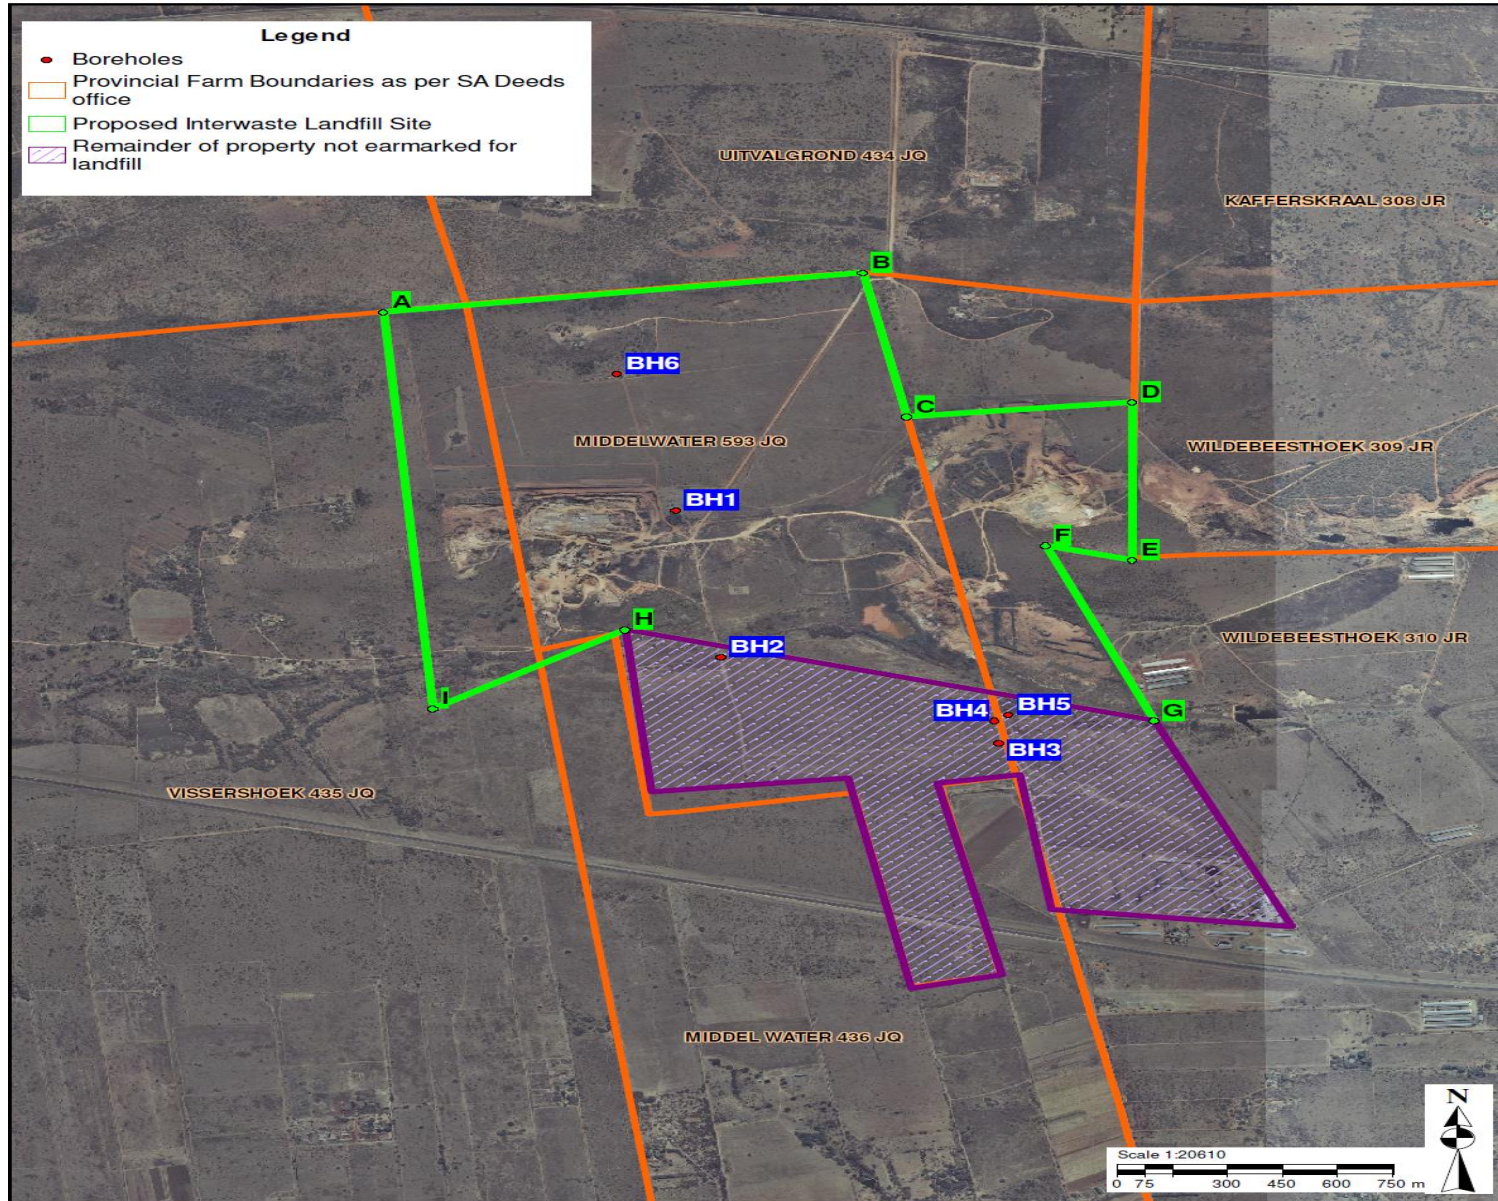 Legend
Boreholes
Provincial Farm Boundaries as per SA Deeds
office
Proposed Interwaste Landfill Site
Remainder of property not earmarked for
landfill
UITVALGROND 434 JQ
KAFFERSKRAAL 308 JR
B
A
BH6
D
C
MIDDELWATER 593 JQ
WILDEBEESTHOEK 309 JR
BH1
F
E
H
WILDEBEESTHOEK 310 JR
BH2
I
BH4
BH5
G
BH3
VISSERSHOEK 435 JQ
MIDDEL WATER 436 JQ
N
Scale 1:20610
0 75 300 450 600 750 m